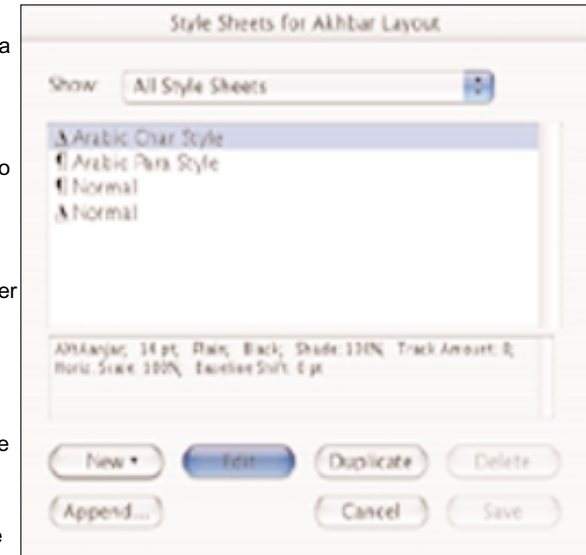 Style Sheets for Akhbar Layout
a
Show: All Style Sheets
A Arabic Char Style
¶ Arabic Para Style
o
¶ Normal
A Normal
er
14 pt; Plain; Black; Shade: 100%; Track Amount: 0;
Horiz. Scale: 100%; Baseline Shift: 0 pt
e
New Edit Duplicate Delete
Append... Cancel Save
e